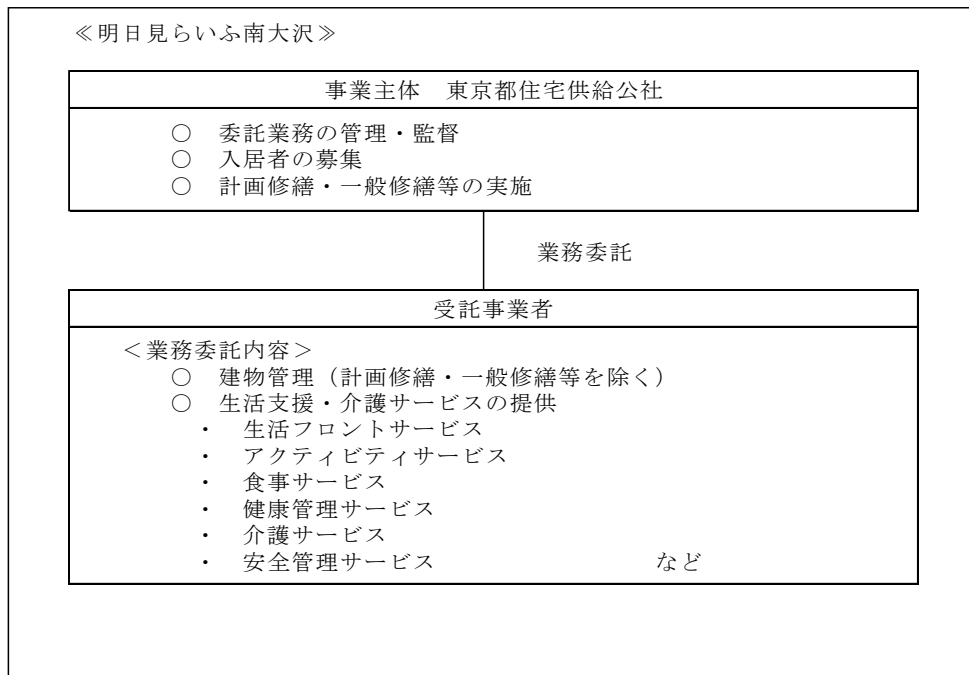 ≪明日見らいふ南大沢≫
事業主体　東京都住宅供給公社
○　委託業務の管理・監督
○　入居者の募集
○　計画修繕・一般修繕等の実施
業務委託
受託事業者
＜業務委託内容＞
○　建物管理（計画修繕・一般修繕等を除く）
○　生活支援・介護サービスの提供
・　生活フロントサービス
・　アクティビティサービス
・　食事サービス
・　健康管理サービス
・　介護サービス
・　安全管理サービス　　　　　　　　　など